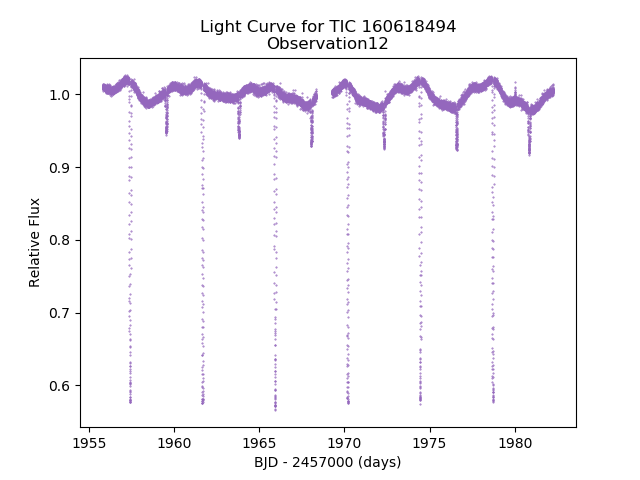 Light Curve for TIC 160618494
Observation12
Relative Flux
1.0
0.9
0.8
0.7
0.6
1955 1960 1965 1970 1975 1980
BJD - 2457000 (days)